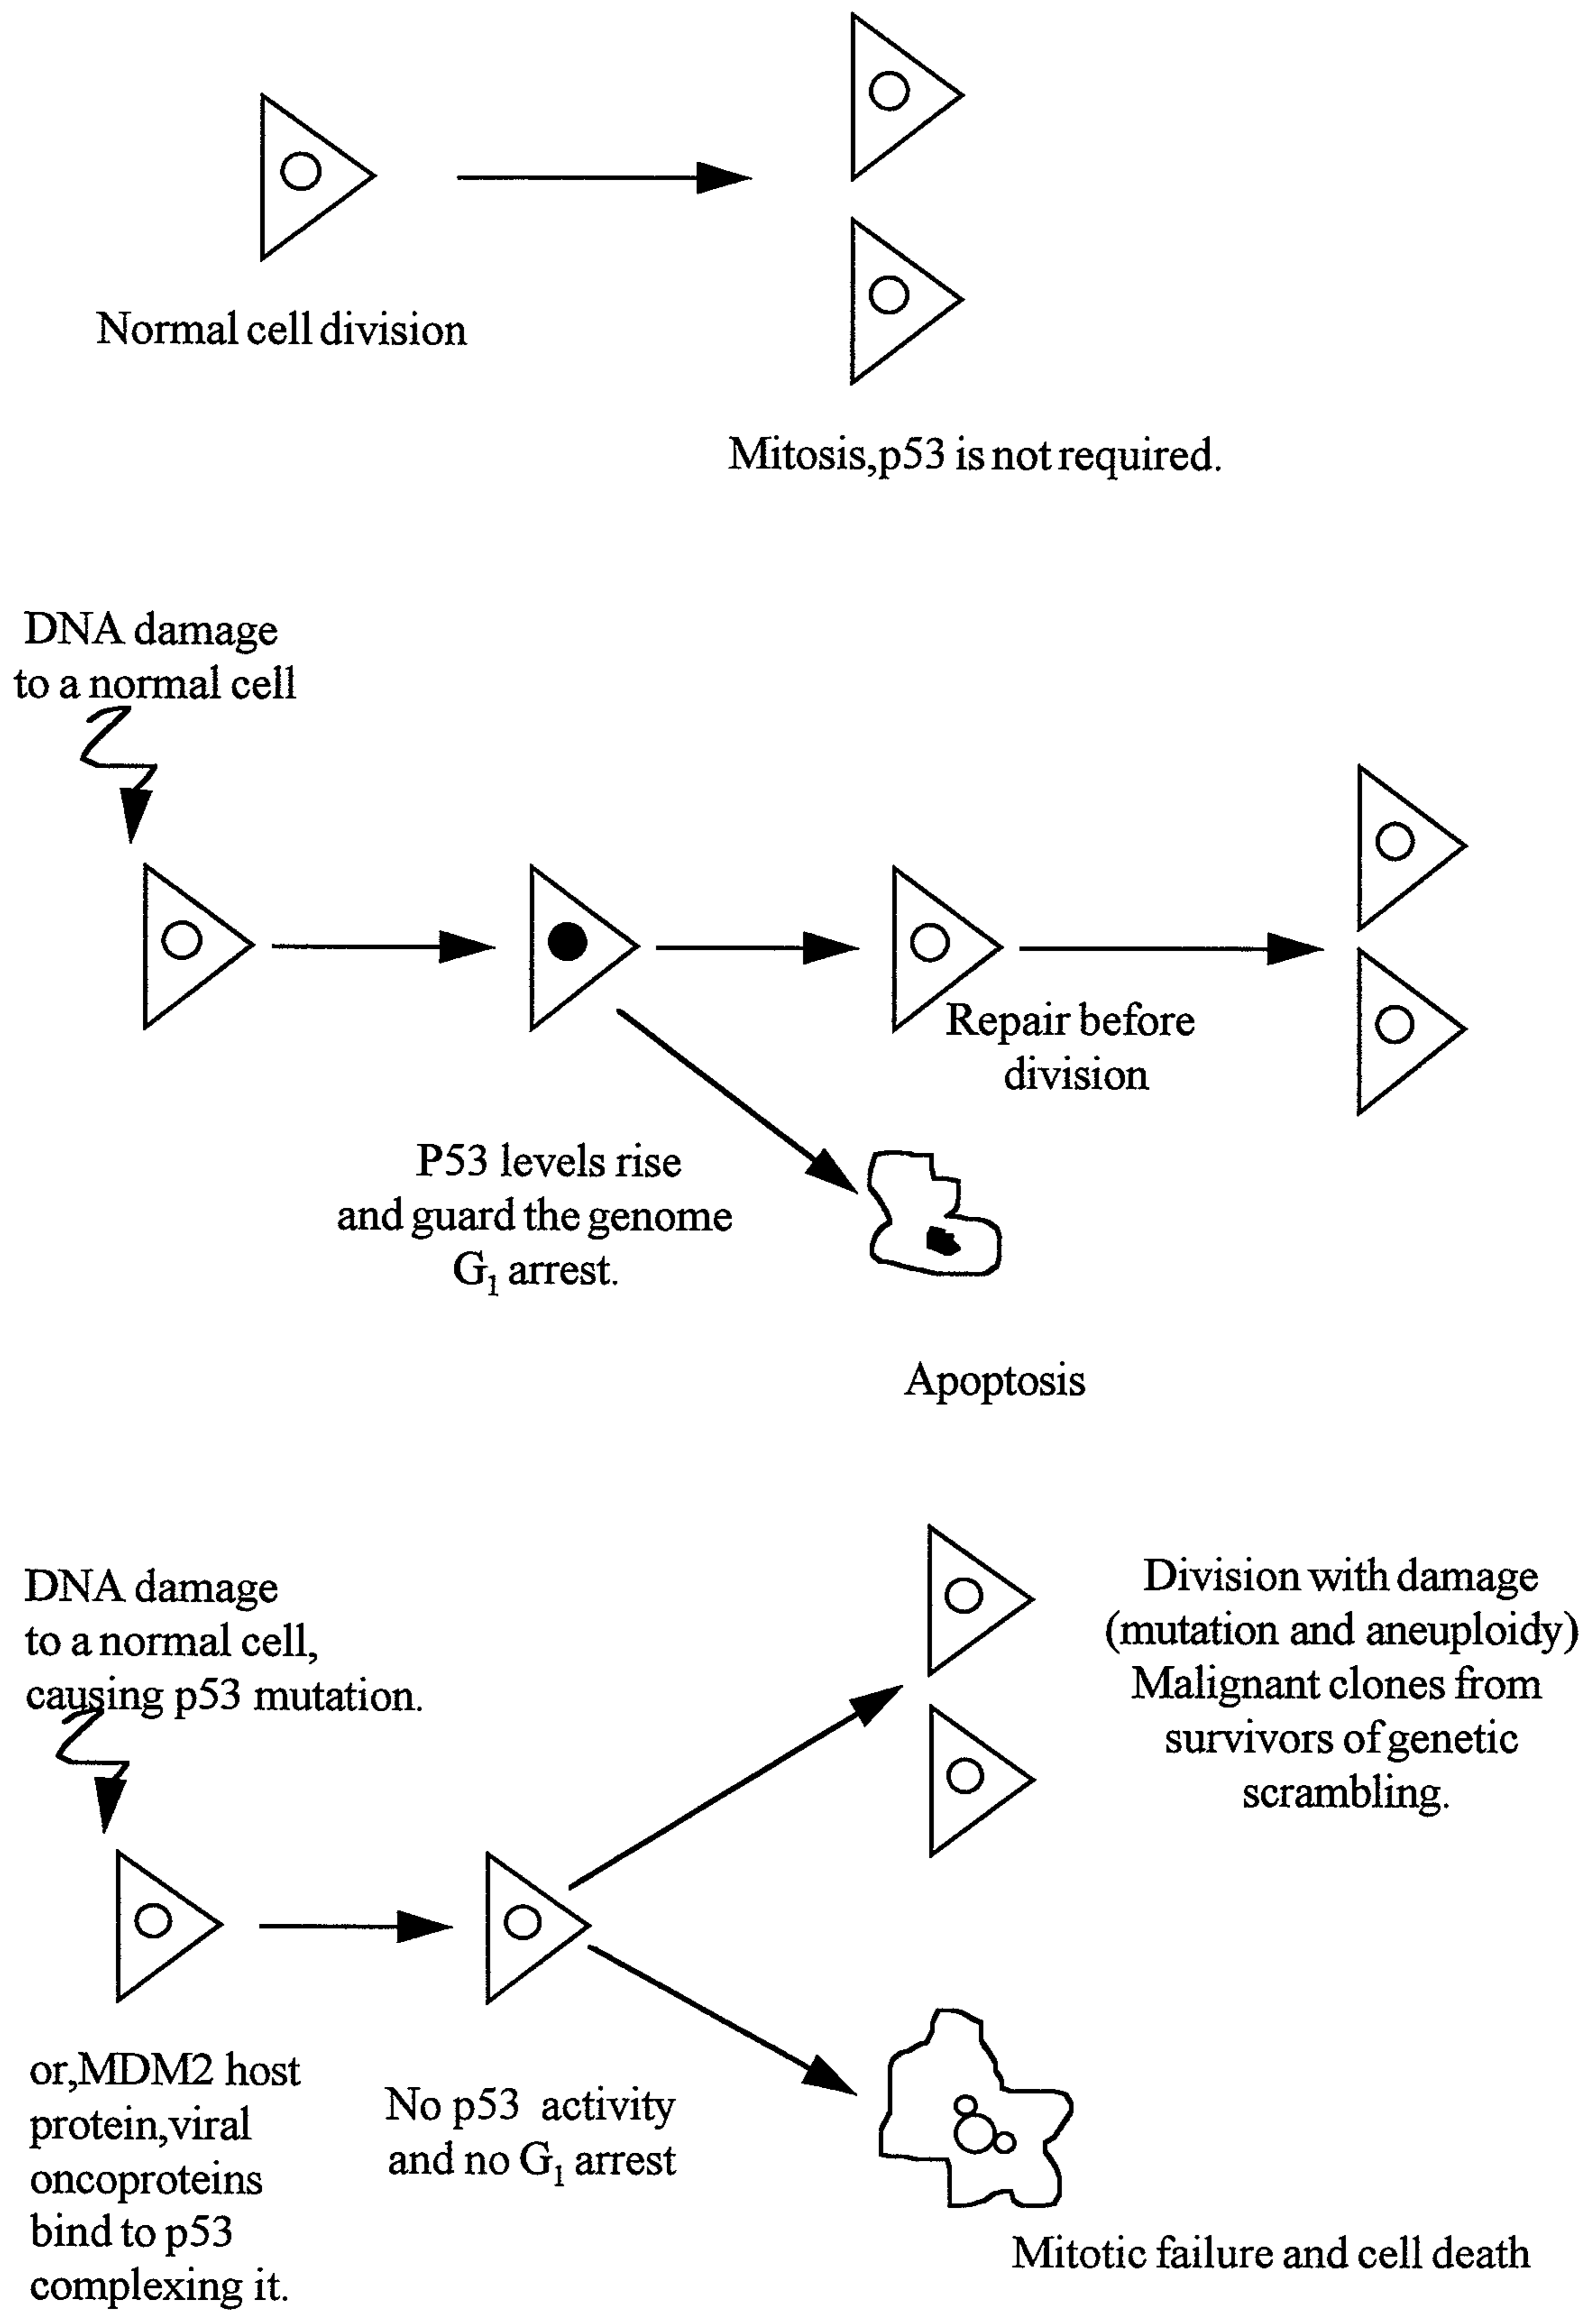 Normal cell division
Mitosis,p53 is not required.
DNA damage
to a normal cell
Repair before
division
P53 levels rise
and guard the genome
G₁ arrest.
Apoptosis
DNA damage
to a normal cell,
causing p53 mutation.
Division with damage
(mutation and aneuploidy)
Malignant clones from
survivors of genetic
scrambling.
or,MDM2 host
protein,viral
oncoproteins
bind to p53
complexing it.
No p53 activity
and no G₁ arrest
Mitotic failure and cell death